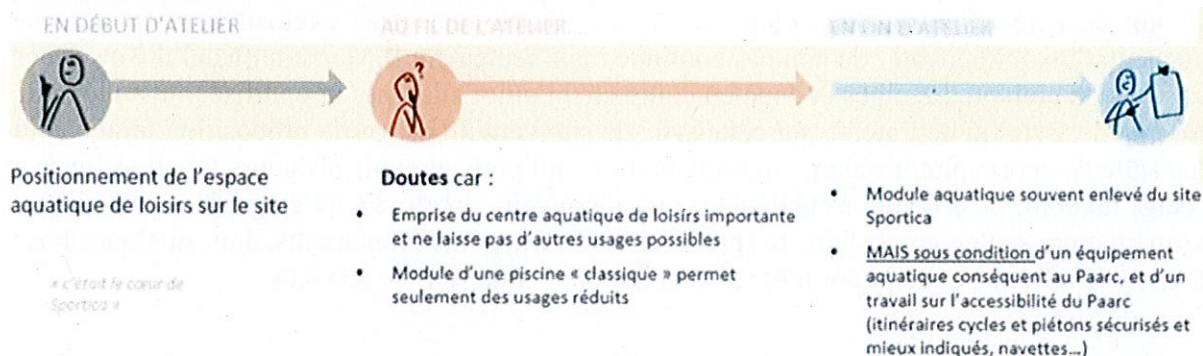 EN DÉBUT D'ATELIER
AU FIL DE L'ATELIER....
EN FIN D'ATELIER
?
Positionnement de l'espace
aquatique de loisirs sur le site
« c'était le cœur de
Sportica »
Doutes car :
• Emprise du centre aquatique de loisirs importante
et ne laisse pas d'autres usages possibles
• Module d'une piscine « classique » permet
seulement des usages réduits
• Module aquatique souvent enlevé du site
Sportica
• MAIS sous condition d'un équipement
aquatique conséquent au Paarc, et d'un
travail sur l'accessibilité du Paarc
(itinéraires cycles et piétons sécurisés et
mieux indiqués, navettes...)